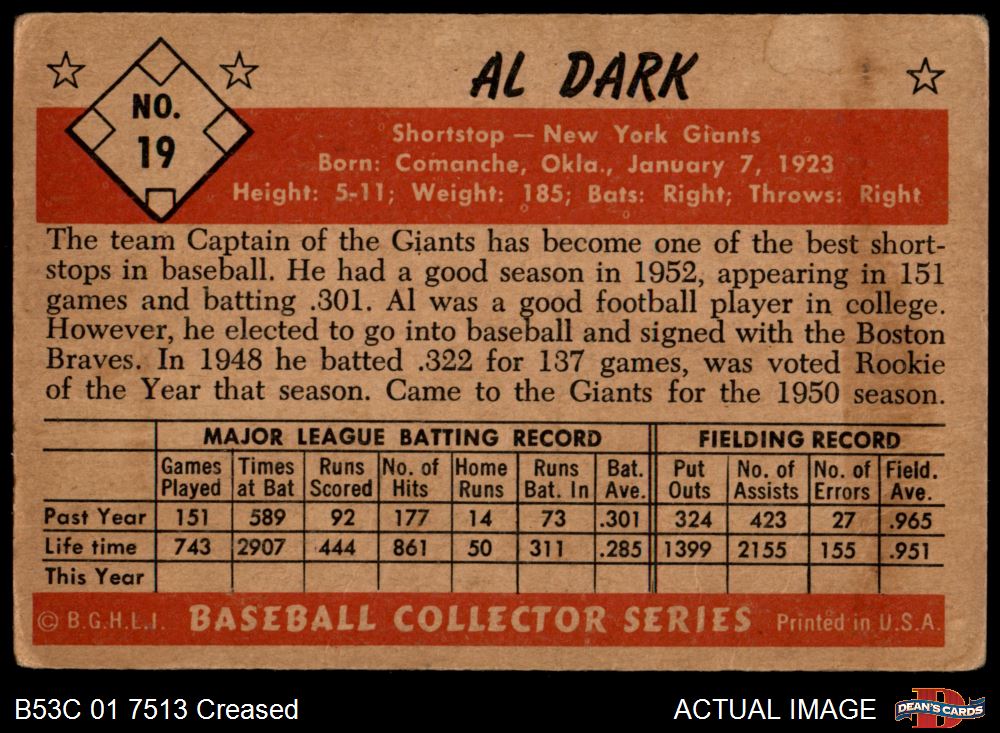 AL DARK
NO.
19
Shortstop — New York Giants
Born: Comanche, Okla., January 7, 1923
Height: 5-11; Weight: 185; Bats: Right; Throws: Right
The team Captain of the Giants has become one of the best short-
stops in baseball. He had a good season in 1952, appearing in 151
games and batting .301. Al was a good football player in college.
However, he elected to go into baseball and signed with the Boston
Braves. In 1948 he batted .322 for 137 games, was voted Rookie
of the Year that season. Came to the Giants for the 1950 season.
MAJOR LEAGUE BATTING RECORD FIELDING RECORD
Games Times Runs No. of Home Runs Bat. Put No. of No. of Field.
Played at Bat Scored Hits Runs Bat. In Ave. Outs Assists Errors Ave.
Past Year 151 589 92 177 14 73 .301 324 423 27 .965
Life time 743 2907 444 861 50 311 .285 1399 2155 155 .951
This Year
© B.G.H.L.I. BASEBALL COLLECTOR SERIES Printed in U.S.A.
B53C 01 7513 Creased ACTUAL IMAGE DEAN'S CARDS